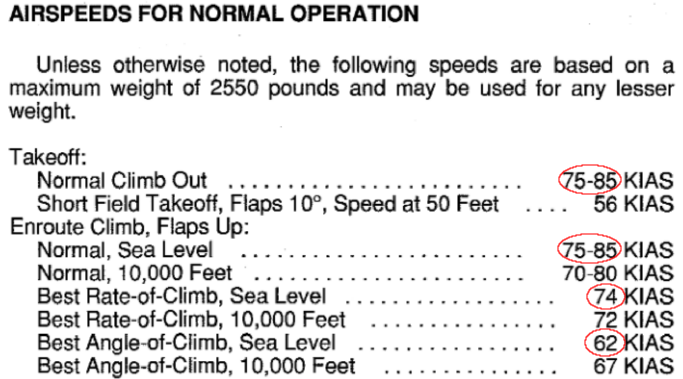 AIRSPEEDS FOR NORMAL OPERATION
Unless otherwise noted, the following speeds are based on a
maximum weight of 2550 pounds and may be used for any lesser
weight.
Takeoff:
Normal Climb Out .......................... 75-85 KIAS
Short Field Takeoff, Flaps 10°, Speed at 50 Feet .... 56 KIAS
Enroute Climb, Flaps Up:
Normal, Sea Level ......................... 75-85 KIAS
Normal, 10,000 Feet ........................ 70-80 KIAS
Best Rate-of-Climb, Sea Level .................. 74 KIAS
Best Rate-of-Climb, 10,000 Feet ................ 72 KIAS
Best Angle-of-Climb, Sea Level ................. 62 KIAS
Best Angle-of-Climb, 10,000 Feet ............... 67 KIAS